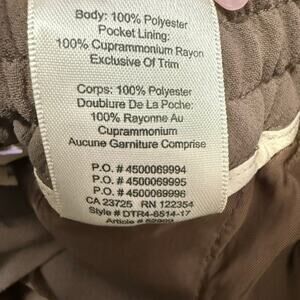 Body: 100% Polyester
Pocket Lining:
100% Cuprammonium Rayon
Exclusive Of Trim
Corps: 100% Polyester
Doublure De La Poche:
100% Rayonne Au
Cuprammonium
Aucune Garniture Comprise
P.O. # 4500069994
P.O. # 4500069995
P.O. # 4500069996
CA 23725 RN 122354
Style # DTR4-6514-17
Article #